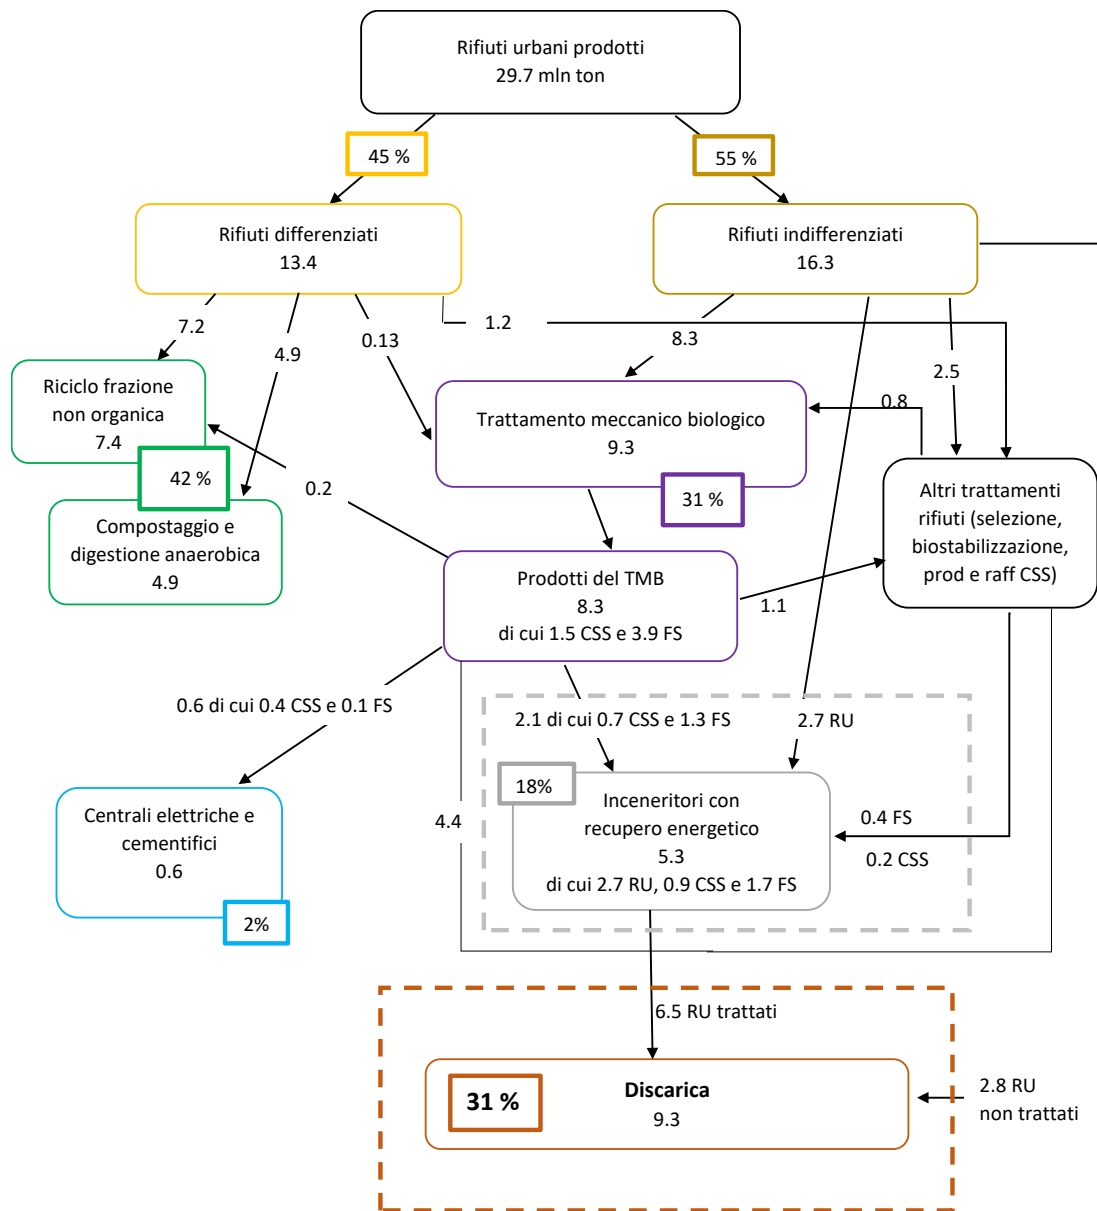 Rifiuti urbani prodotti
29.7 mln ton
45 %
55 %
Rifiuti differenziati
13.4
Rifiuti indifferenziati
16.3
7.2
4.9
0.13
1.2
8.3
2.5
0.8
Riciclo frazione
non organica
7.4
42 %
Compostaggio e
digestione anaerobica
4.9
0.2
Trattamento meccanico biologico
9.3
31 %
Altri trattamenti
rifiuti (selezione,
biostabilizzazione,
prod e raff CSS)
Prodotti del TMB
8.3
di cui 1.5 CSS e 3.9 FS
1.1
0.6 di cui 0.4 CSS e 0.1 FS
2.1 di cui 0.7 CSS e 1.3 FS
2.7 RU
18%
Inceneritori con
recupero energetico
5.3
di cui 2.7 RU, 0.9 CSS e 1.7 FS
0.4 FS
0.2 CSS
4.4
Centrali elettriche e
cementifici
0.6
2%
6.5 RU trattati
31 %
Discarica
9.3
2.8 RU
non trattati